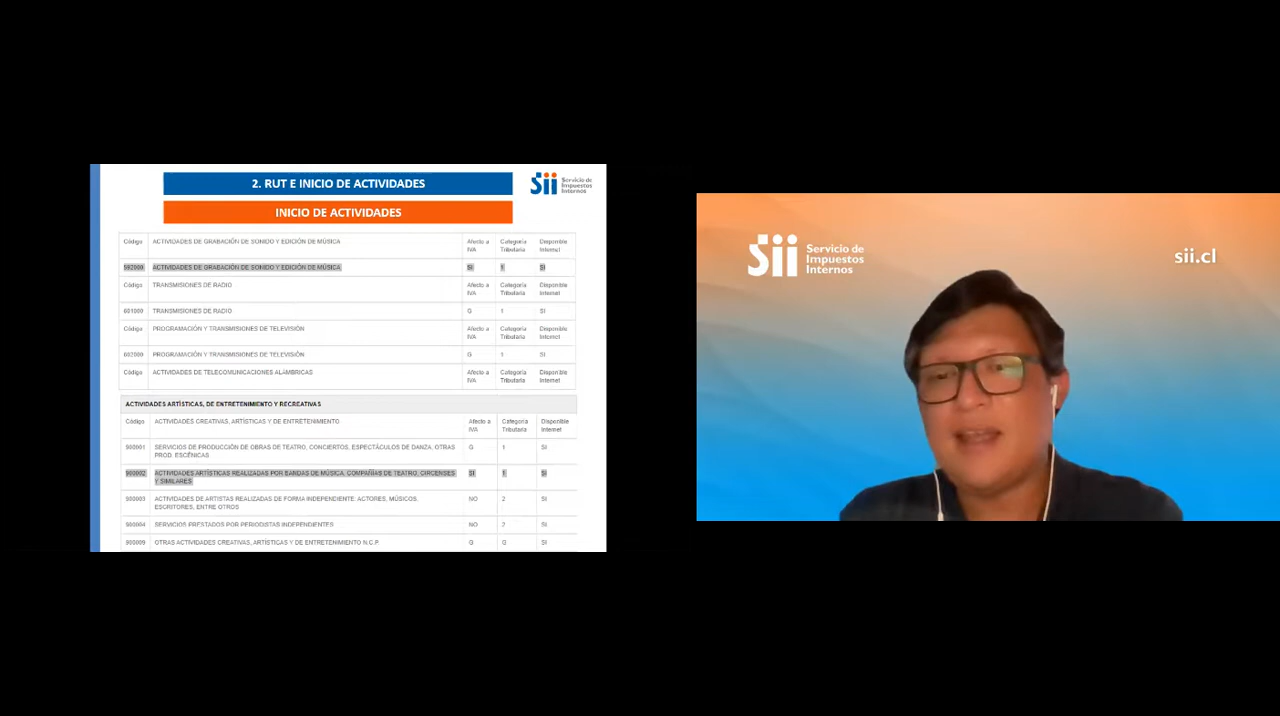 2. RUT E INICIO DE ACTIVIDADES
Sii Servicio de
Impuestos
Internos
INICIO DE ACTIVIDADES
Código ACTIVIDADES DE GRABACIÓN DE SONIDO Y EDICIÓN DE MÚSICA Afecto a IVA Categoría Tributaria Disponible Internet
592000 ACTIVIDADES DE GRABACIÓN DE SONIDO Y EDICIÓN DE MÚSICA SI 1 SI
Código TRANSMISIONES DE RADIO Afecto a IVA Categoría Tributaria Disponible Internet
601000 TRANSMISIONES DE RADIO G 1 SI
Código PROGRAMACIÓN Y TRANSMISIONES DE TELEVISIÓN Afecto a IVA Categoría Tributaria Disponible Internet
602000 PROGRAMACIÓN Y TRANSMISIONES DE TELEVISIÓN G 1 SI
Código ACTIVIDADES DE TELECOMUNICACIONES ALÁMBRICAS Afecto a IVA Categoría Tributaria Disponible Internet
ACTIVIDADES ARTÍSTICAS, DE ENTRETENIMIENTO Y RECREATIVAS
Código ACTIVIDADES CREATIVAS, ARTÍSTICAS Y DE ENTRETENIMIENTO Afecto a IVA Categoría Tributaria Disponible Internet
900001 SERVICIOS DE PRODUCCIÓN DE OBRAS DE TEATRO, CONCIERTOS, ESPECTÁCULOS DE DANZA, OTRAS G 1 SI
PROD. ESCÉNICAS
900002 ACTIVIDADES ARTÍSTICAS REALIZADAS POR BANDAS DE MÚSICA, COMPAÑÍAS DE TEATRO, CIRCENSES SI 1 SI
Y SIMILARES
900003 ACTIVIDADES DE ARTISTAS REALIZADAS DE FORMA INDEPENDIENTE: ACTORES, MÚSICOS, NO 2 SI
ESCRITORES, ENTRE OTROS
900004 SERVICIOS PRESTADOS POR PERIODISTAS INDEPENDIENTES NO 2 SI
900009 OTRAS ACTIVIDADES CREATIVAS, ARTÍSTICAS Y DE ENTRETENIMIENTO N.C.P. G G SI
Sii Servicio de
Impuestos
Internos
sii.cl